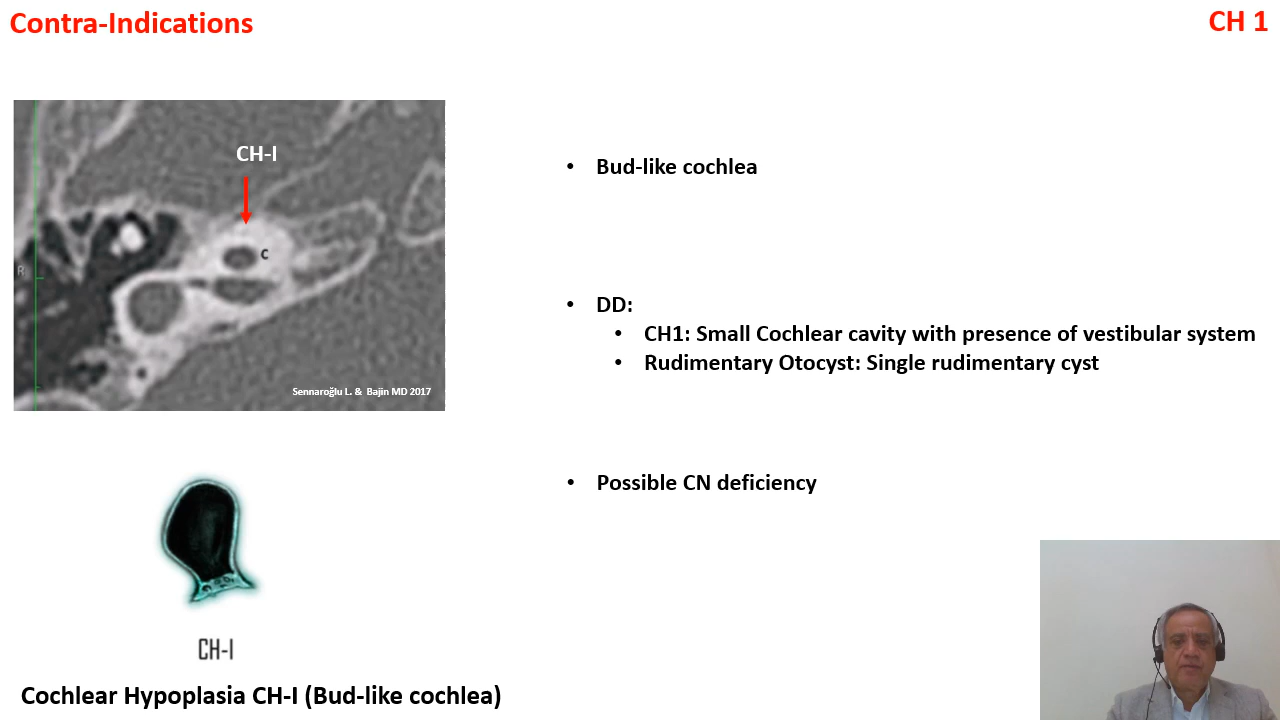 Contra-Indications
CH 1
CH-I
C
R
Sennaroğlu L. & Bajin MD 2017
• Bud-like cochlea
• DD:
• CH1: Small Cochlear cavity with presence of vestibular system
• Rudimentary Otocyst: Single rudimentary cyst
• Possible CN deficiency
CH-I
Cochlear Hypoplasia CH-I (Bud-like cochlea)